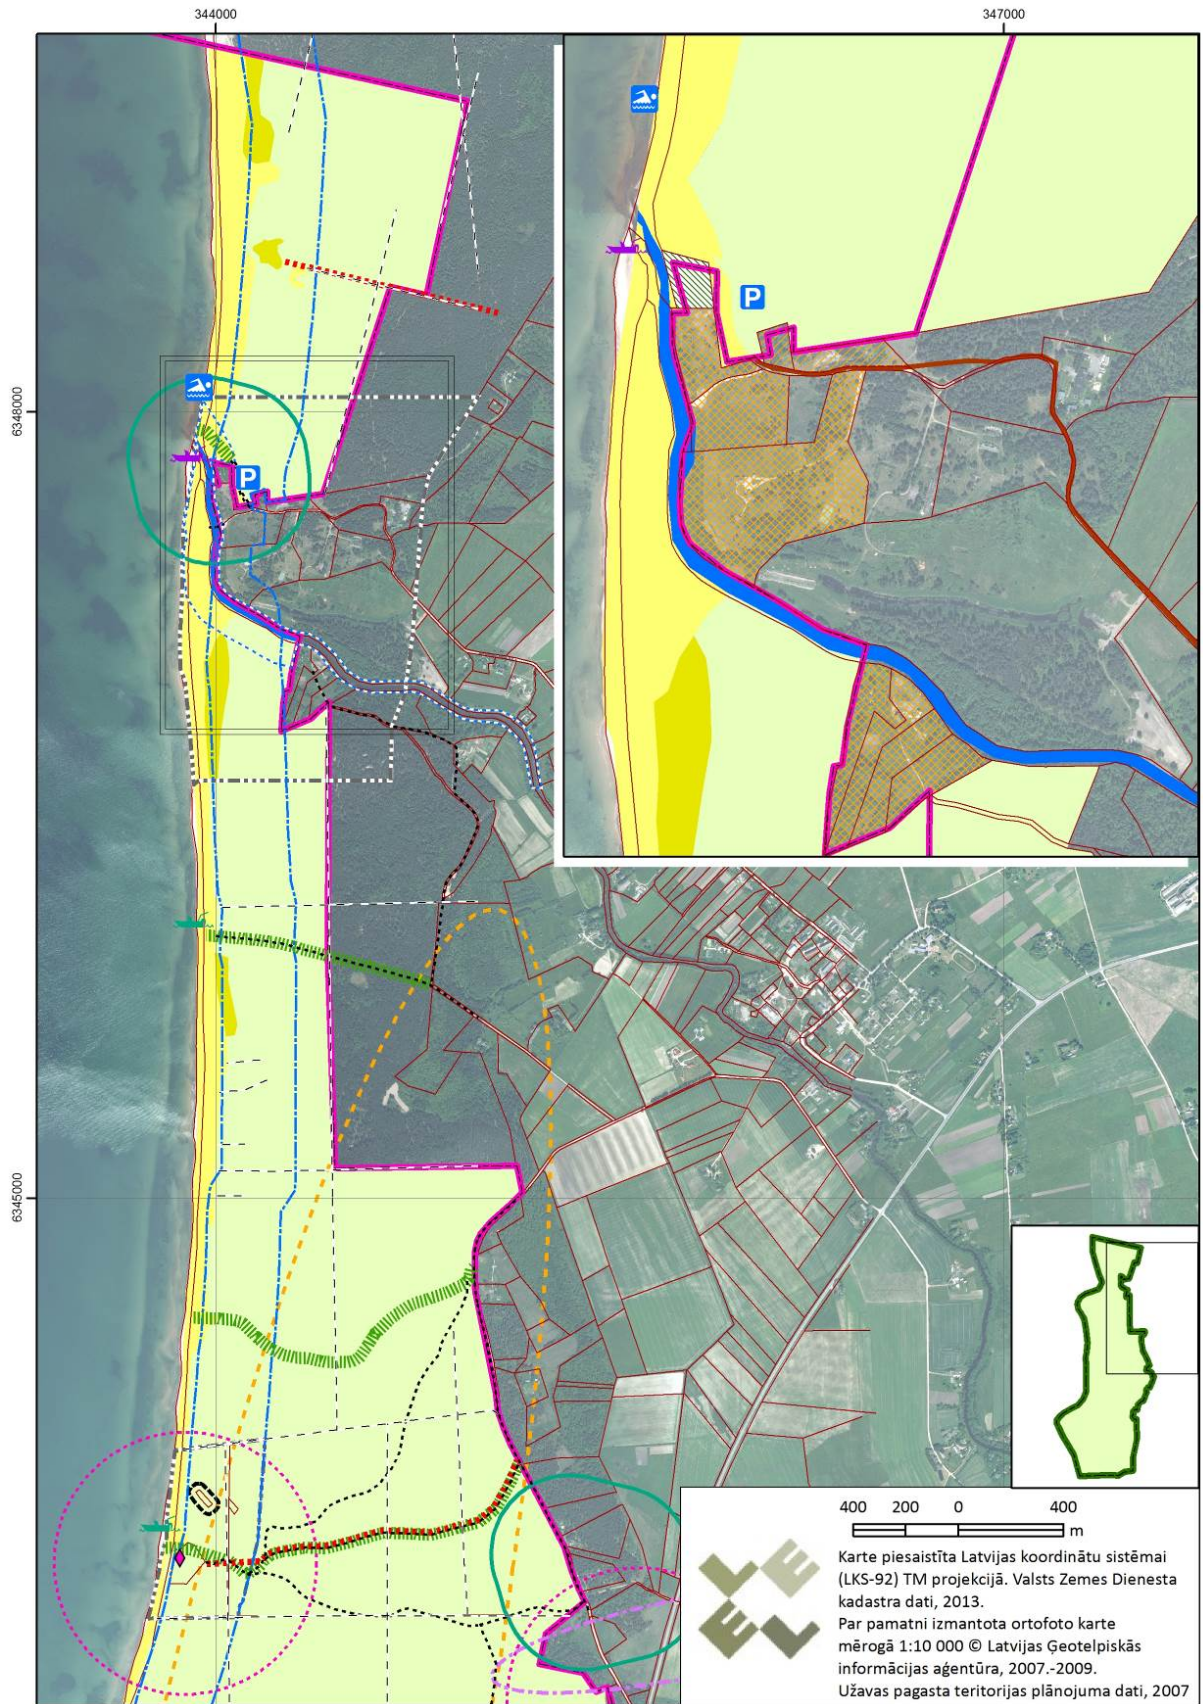 344000
347000
6348000
P
P
6345000
400 200 0 400
m
Karte piesaistīta Latvijas koordinātu sistēmai
(LKS-92) TM projekcijā. Valsts Zemes Dienesta
kadastra dati, 2013.
Par pamatni izmantota ortofoto karte
mērogā 1:10 000 © Latvijas Ģeotelpiskās
informācijas aģentūra, 2007.-2009.
Užavas pagasta teritorijas plānojuma dati, 2007